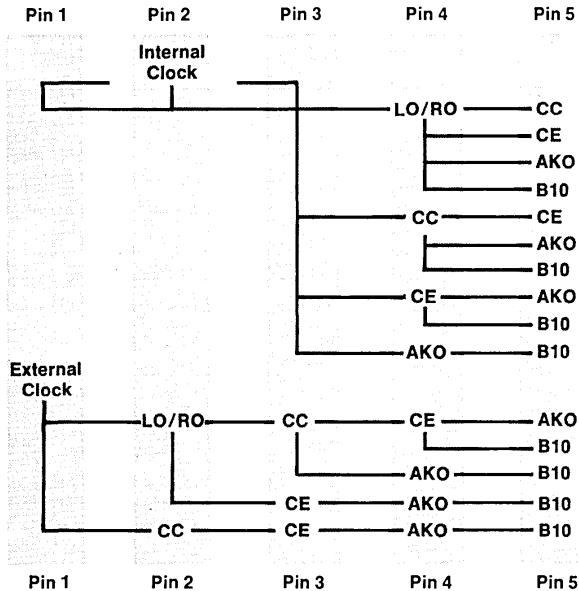 Pin 1 Pin 2 Pin 3 Pin 4 Pin 5
Internal
Clock
LO/RO CC
CE
AKO
B10
CC CE
AKO
B10
CE AKO
B10
AKO B10
External
Clock
LO/RO CC CE AKO
B10
AKO B10
CE AKO B10
CC CE AKO B10
Pin 1 Pin 2 Pin 3 Pin 4 Pin 5